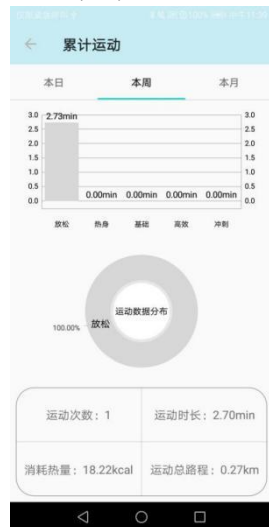 ← 累计运动
本日 本周 本月
3.0 2.73min 3.0
2.5 2.5
2.0 2.0
1.5 1.5
1.0 1.0
0.5 0.00min 0.00min 0.00min 0.00min 0.5
0.0 0.0
放松 热身 基础 高效 冲刺
运动数据分布
100.00% 放松
运动次数：1 运动时长：2.70min
消耗热量：18.22kcal 运动总路程：0.27km